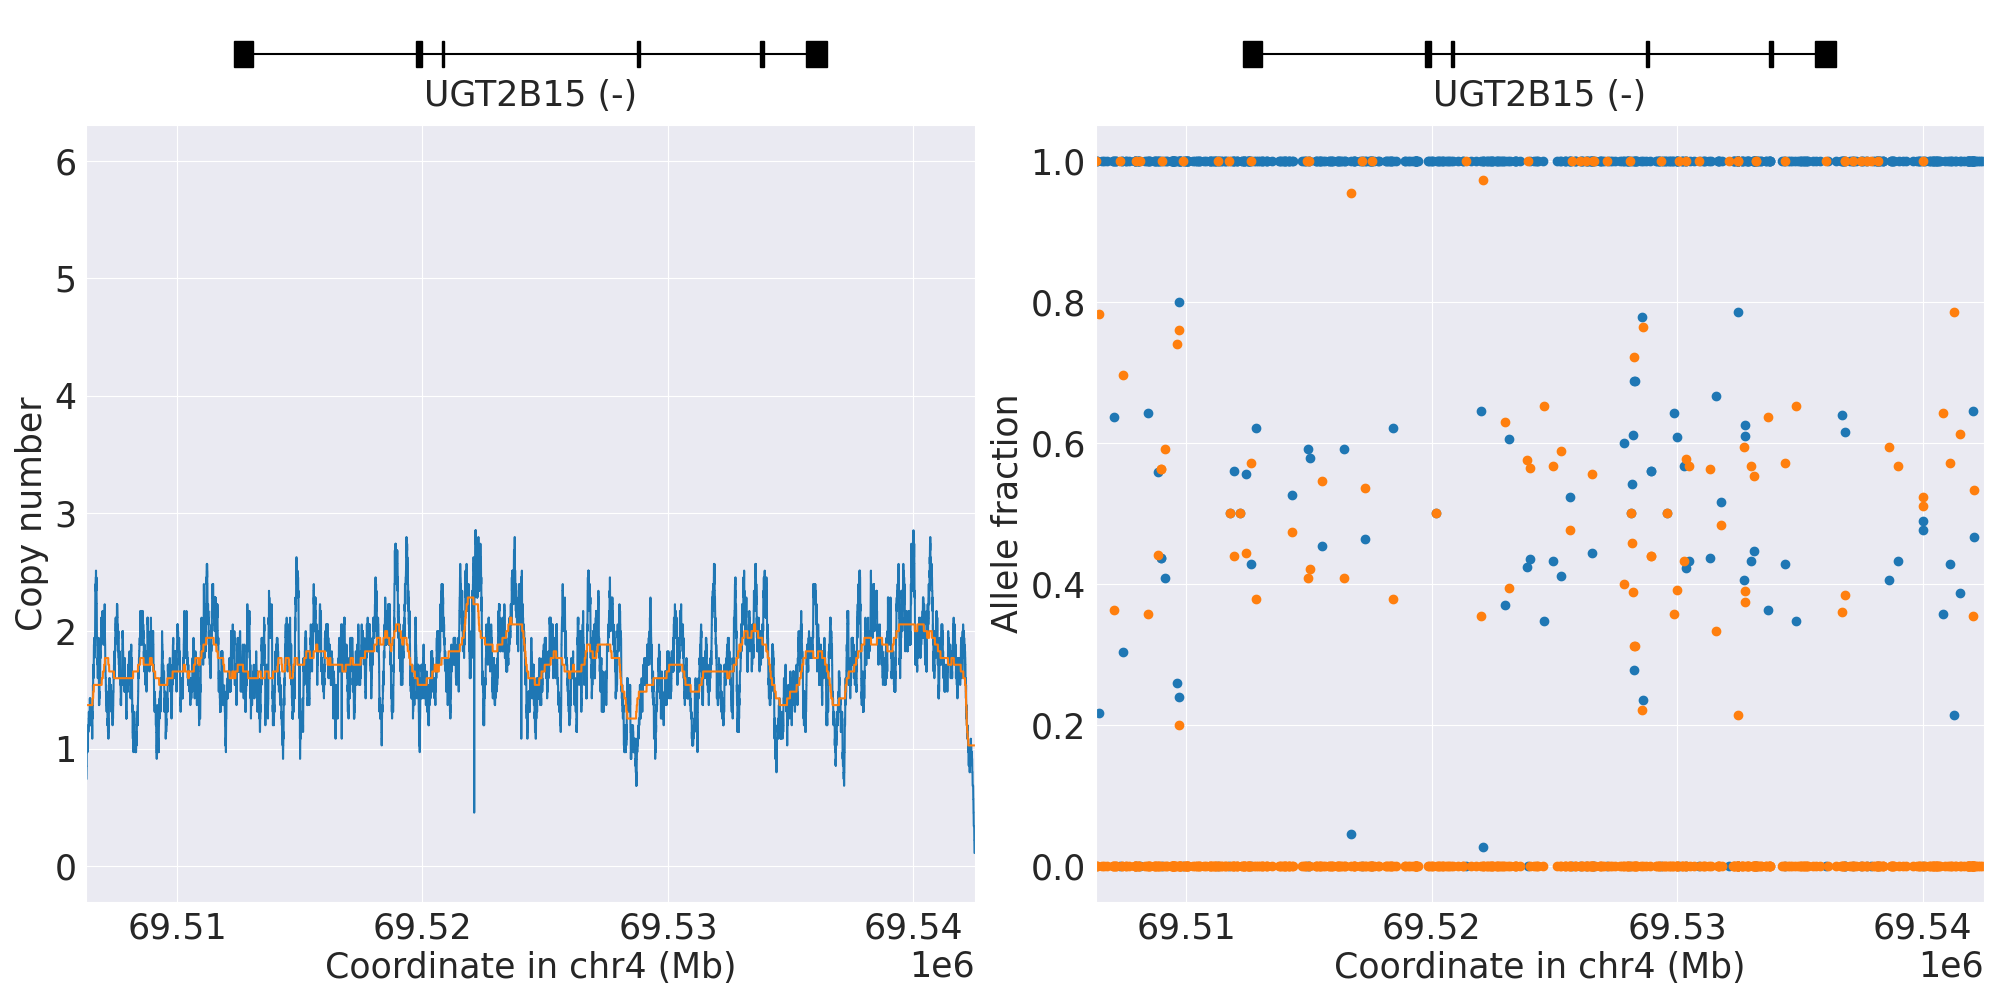 UGT2B15 (-)
6
5
4
3
2
1
0
Copy number
69.51 69.52 69.53 69.54
Coordinate in chr4 (Mb)
1e6
UGT2B15 (-)
1.0
0.8
0.6
0.4
0.2
0.0
Allele fraction
69.51 69.52 69.53 69.54
Coordinate in chr4 (Mb)
1e6